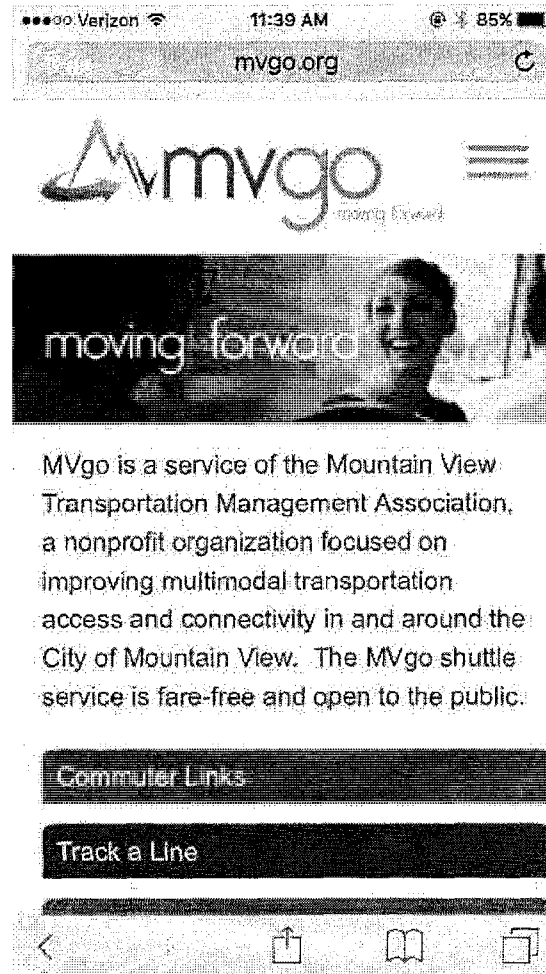 Verizon 11:39 AM 85%
mvgo.org
mvgo
moving forward
moving forward
MVgo is a service of the Mountain View
Transportation Management Association,
a nonprofit organization focused on
improving multimodal transportation
access and connectivity in and around the
City of Mountain View. The MVgo shuttle
service is fare-free and open to the public.
Commuter Links
Track a Line